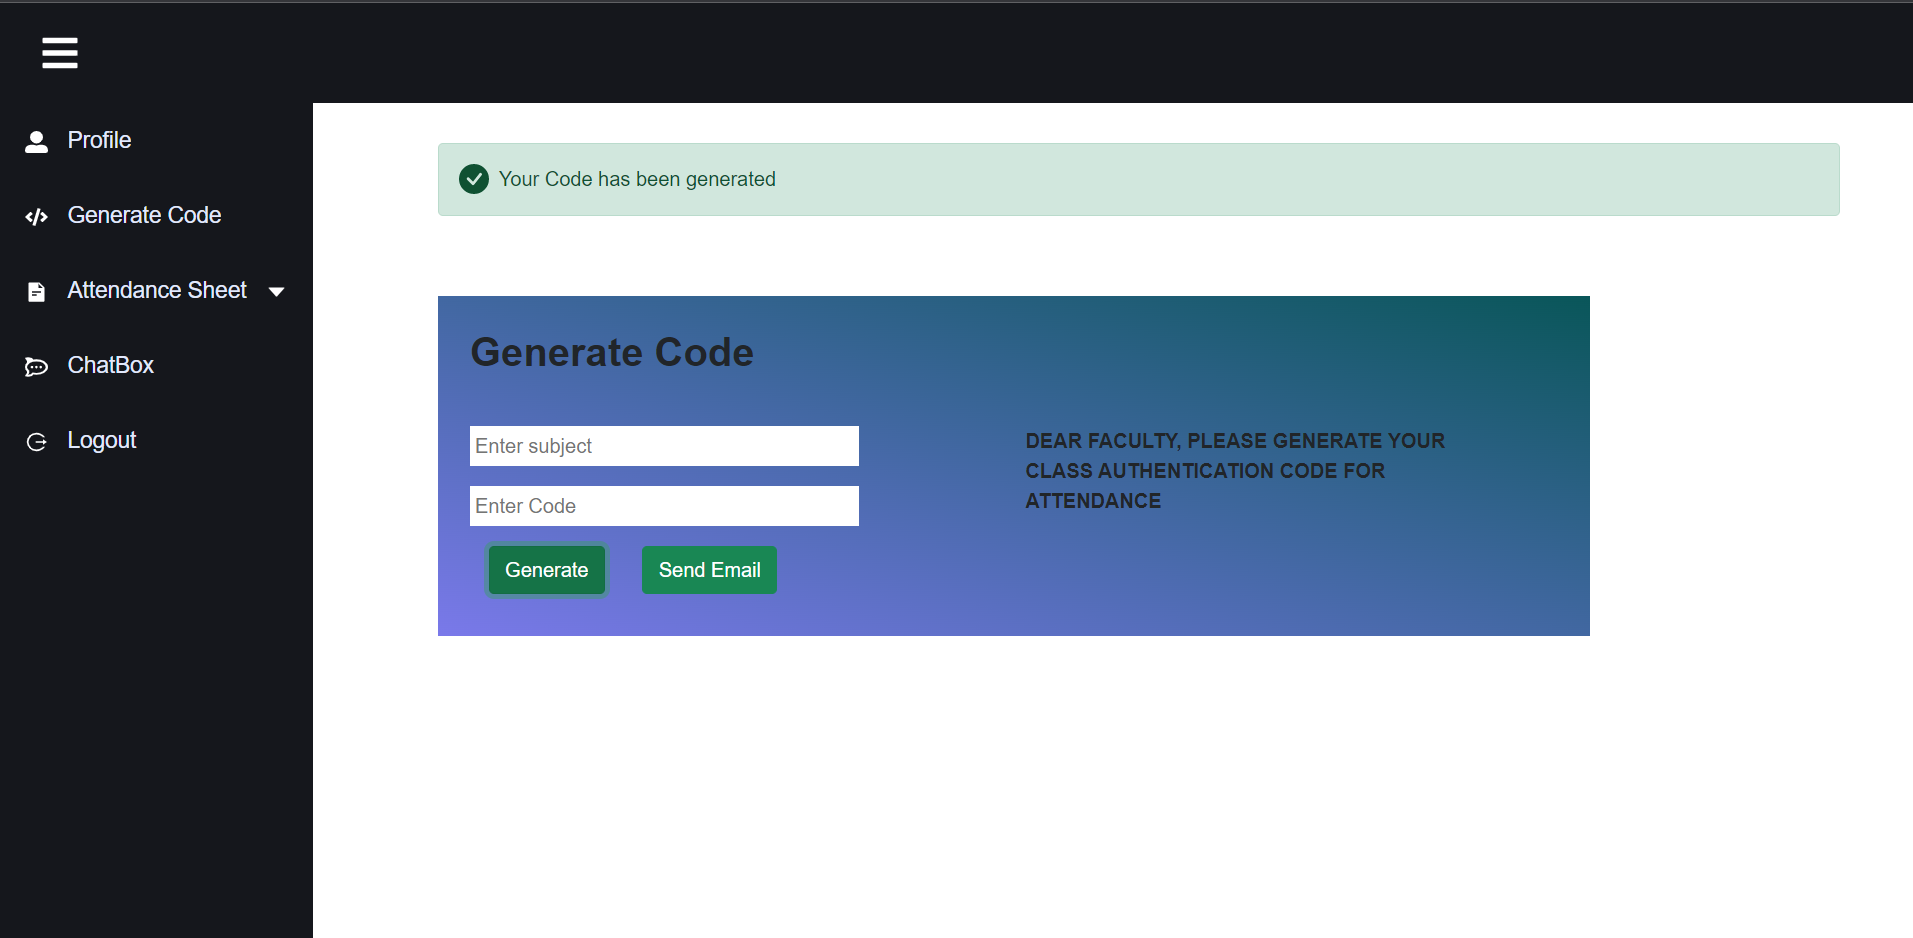 Profile
Generate Code
Attendance Sheet
ChatBox
Logout
Your Code has been generated
Generate Code
Enter subject
Enter Code
Generate
Send Email
DEAR FACULTY, PLEASE GENERATE YOUR
CLASS AUTHENTICATION CODE FOR
ATTENDANCE